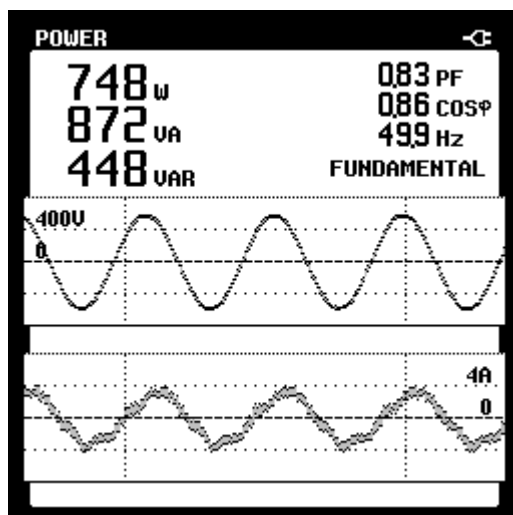 POWER
748 W
0.83 PF
872 VA
0.86 COSφ
448 VAR
49.9 Hz
FUNDAMENTAL
400V
0
4A
0